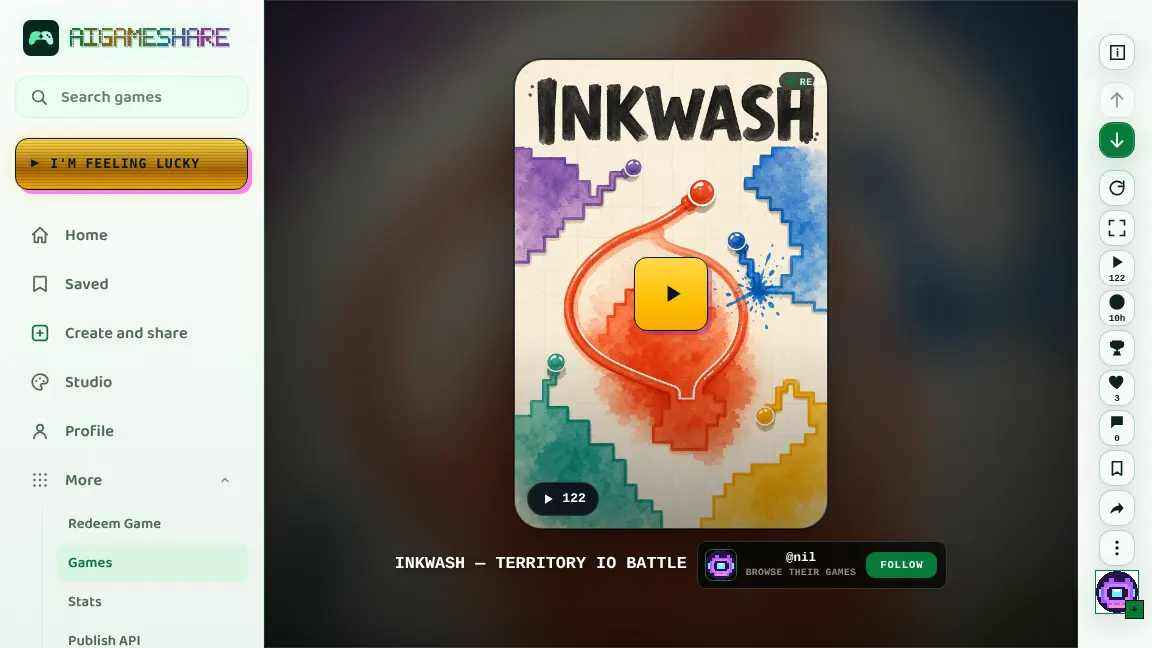 AIGAMESHARE
Search games
I'M FEELING LUCKY
Home
Saved
Create and share
Studio
Profile
More
Redeem Game
Games
Stats
Publish API
INKWASH
122
INKWASH — TERRITORY IO BATTLE
@nil
BROWSE THEIR GAMES
FOLLOW
122
10h
3
0